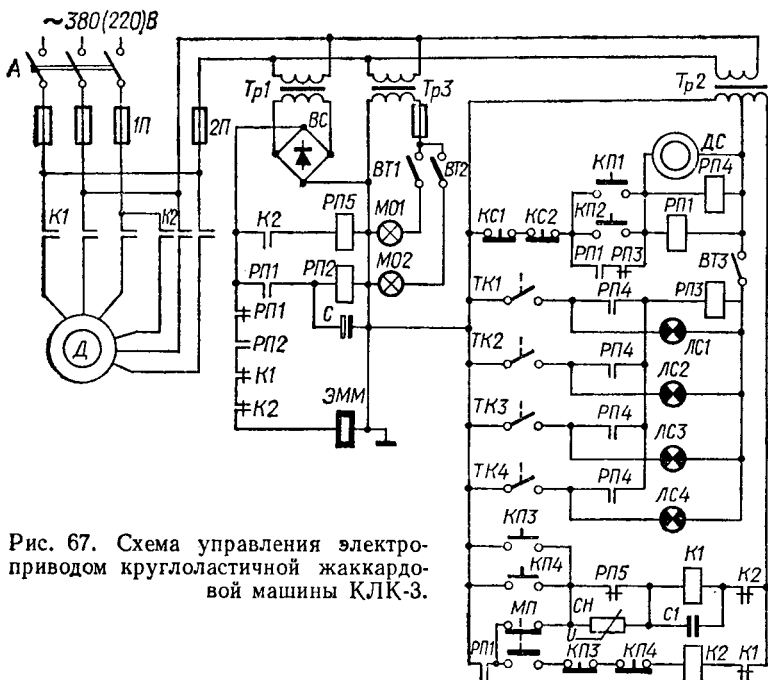 ~380(220)В
А
1П
2П
Тр1
Тр3
Тр2
ВС
ВТ1
ВТ2
ДС
КП1
РП4
КП2
РП1
К1
К2
К2
РП5
МО1
КС1
КС2
РП1
РП2
МО2
РП1
РП3
ВТ3
ТК1
РП4
РП3
РП1
С
ЛС1
Д
РП2
ТК2
РП4
ЛС2
К1
К2
ЭММ
ТК3
РП4
ЛС3
ТК4
РП4
ЛС4
КП3
КП4
РП5
К1
К2
МП
СН
U
С1
РП1
КП3
КП4
К2
К1
Рис. 67. Схема управления электро-
приводом круглоластичной жаккардо-
вой машины КЛК-3.